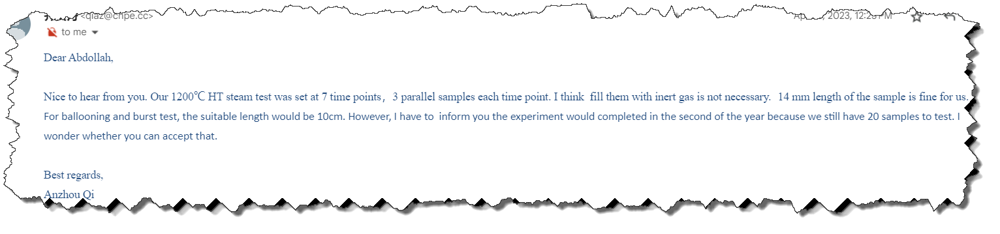 <qiaz@cnpe.cc>
2023, 12:2
to me
Dear Abdollah,
Nice to hear from you. Our 1200℃ HT steam test was set at 7 time points，3 parallel samples each time point. I think  fill them with inert gas is not necessary.  14 mm length of the sample is fine for us.
For ballooning and burst test, the suitable length would be 10cm. However, I have to  inform you the experiment would completed in the second of the year because we still have 20 samples to test. I
wonder whether you can accept that.
Best regards,
Anzhou Qi